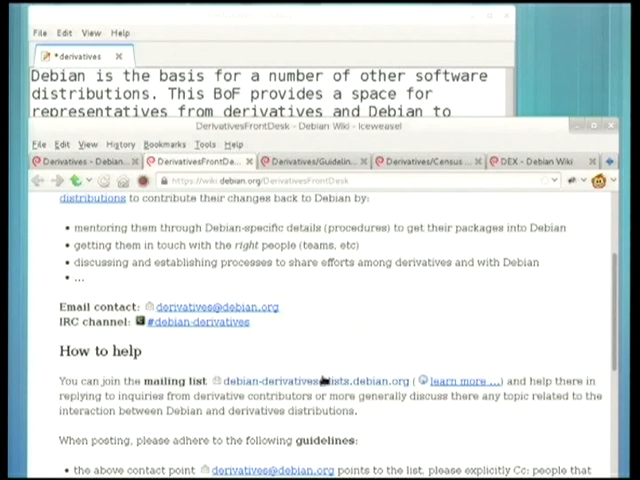 File Edit View Help
*derivatives
Debian is the basis for a number of other software
distributions. This BoF provides a space for
representatives from derivatives and Debian to
DerivativesFrontDesk - Debian Wiki - Iceweasel
File Edit View History Bookmarks Tools Help
Derivatives - Debian... DerivativesFrontDe... Derivatives/Guidelin... Derivatives/Census ... DEX - Debian Wiki
https://wiki.debian.org/DerivativesFrontDesk
distributions to contribute their changes back to Debian by:
• mentoring them through Debian-specific details (procedures) to get their packages into Debian
• getting them in touch with the right people (teams, etc)
• discussing and establishing processes to share efforts among derivatives and with Debian
• ...
Email contact: derivatives@debian.org
IRC channel: #debian-derivatives
How to help
You can join the mailing list debian-derivatives lists.debian.org ( learn more ...) and help there in
replying to inquiries from derivative contributors or more generally discuss there any topic related to the
interaction between Debian and derivatives distributions.
When posting, please adhere to the following guidelines:
• the above contact point derivatives@debian.org points to the list, please explicitly Cc: people that